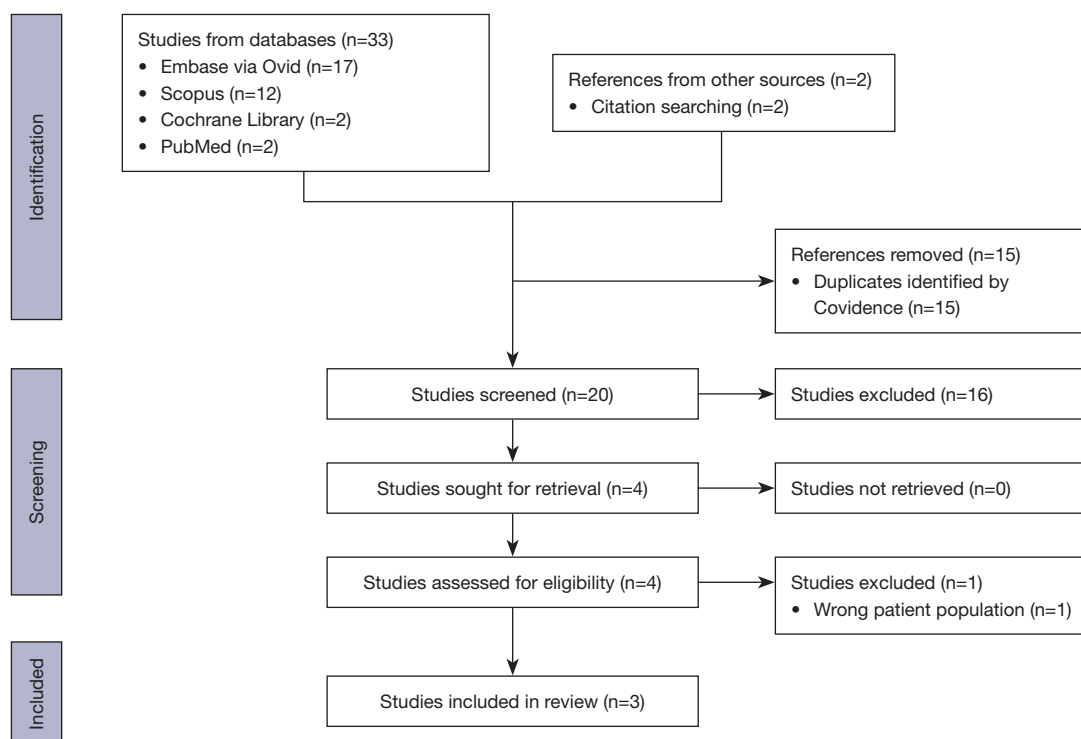 Identification
Studies from databases (n=33)
• Embase via Ovid (n=17)
• Scopus (n=12)
• Cochrane Library (n=2)
• PubMed (n=2)
References from other sources (n=2)
• Citation searching (n=2)
References removed (n=15)
• Duplicates identified by
Covidence (n=15)
Screening
Studies screened (n=20)
Studies excluded (n=16)
Studies sought for retrieval (n=4)
Studies not retrieved (n=0)
Studies assessed for eligibility (n=4)
Studies excluded (n=1)
• Wrong patient population (n=1)
Included
Studies included in review (n=3)